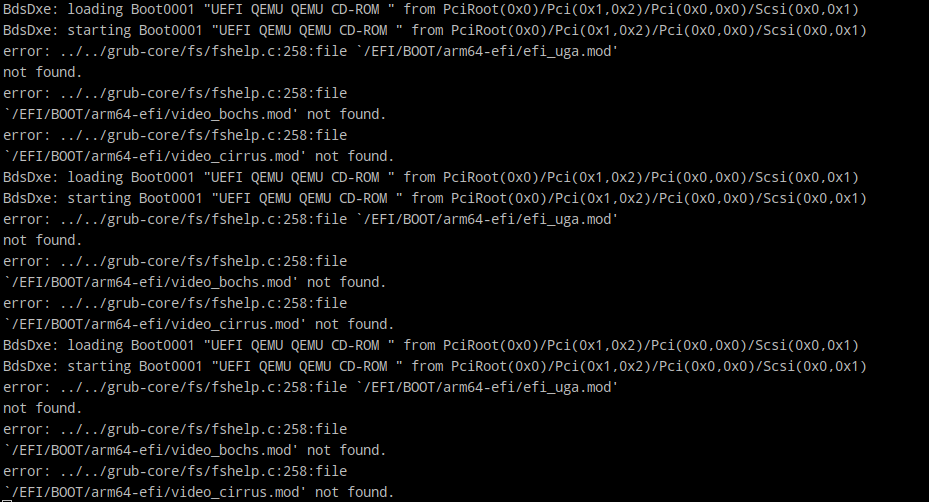 BdsDxe: loading Boot0001 "UEFI QEMU QEMU CD-ROM " from PciRoot(0x0)/Pci(0x1,0x2)/Pci(0x0,0x0)/Scsi(0x0,0x1)
BdsDxe: starting Boot0001 "UEFI QEMU QEMU CD-ROM " from PciRoot(0x0)/Pci(0x1,0x2)/Pci(0x0,0x0)/Scsi(0x0,0x1)
error: ../../grub-core/fs/fshelp.c:258:file `/EFI/BOOT/arm64-efi/efi_uga.mod'
not found.
error: ../../grub-core/fs/fshelp.c:258:file
`/EFI/BOOT/arm64-efi/video_bochs.mod' not found.
error: ../../grub-core/fs/fshelp.c:258:file
`/EFI/BOOT/arm64-efi/video_cirrus.mod' not found.
BdsDxe: loading Boot0001 "UEFI QEMU QEMU CD-ROM " from PciRoot(0x0)/Pci(0x1,0x2)/Pci(0x0,0x0)/Scsi(0x0,0x1)
BdsDxe: starting Boot0001 "UEFI QEMU QEMU CD-ROM " from PciRoot(0x0)/Pci(0x1,0x2)/Pci(0x0,0x0)/Scsi(0x0,0x1)
error: ../../grub-core/fs/fshelp.c:258:file `/EFI/BOOT/arm64-efi/efi_uga.mod'
not found.
error: ../../grub-core/fs/fshelp.c:258:file
`/EFI/BOOT/arm64-efi/video_bochs.mod' not found.
error: ../../grub-core/fs/fshelp.c:258:file
`/EFI/BOOT/arm64-efi/video_cirrus.mod' not found.
BdsDxe: loading Boot0001 "UEFI QEMU QEMU CD-ROM " from PciRoot(0x0)/Pci(0x1,0x2)/Pci(0x0,0x0)/Scsi(0x0,0x1)
BdsDxe: starting Boot0001 "UEFI QEMU QEMU CD-ROM " from PciRoot(0x0)/Pci(0x1,0x2)/Pci(0x0,0x0)/Scsi(0x0,0x1)
error: ../../grub-core/fs/fshelp.c:258:file `/EFI/BOOT/arm64-efi/efi_uga.mod'
not found.
error: ../../grub-core/fs/fshelp.c:258:file
`/EFI/BOOT/arm64-efi/video_bochs.mod' not found.
error: ../../grub-core/fs/fshelp.c:258:file
`/EFI/BOOT/arm64-efi/video_cirrus.mod' not found.